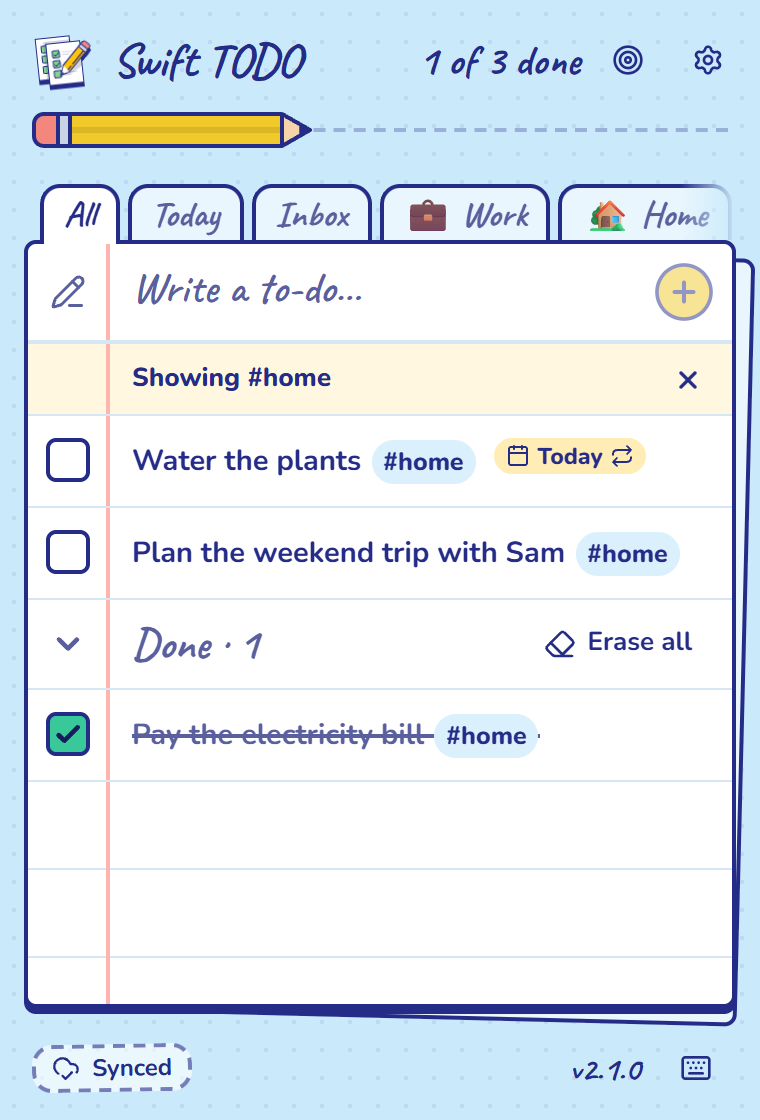 Swift TODO 1 of 3 done
All Today Inbox Work Home
Write a to-do...
Showing #home
Water the plants #home Today
Plan the weekend trip with Sam #home
Done · 1 Erase all
Pay the electricity bill #home
Synced v2.1.0